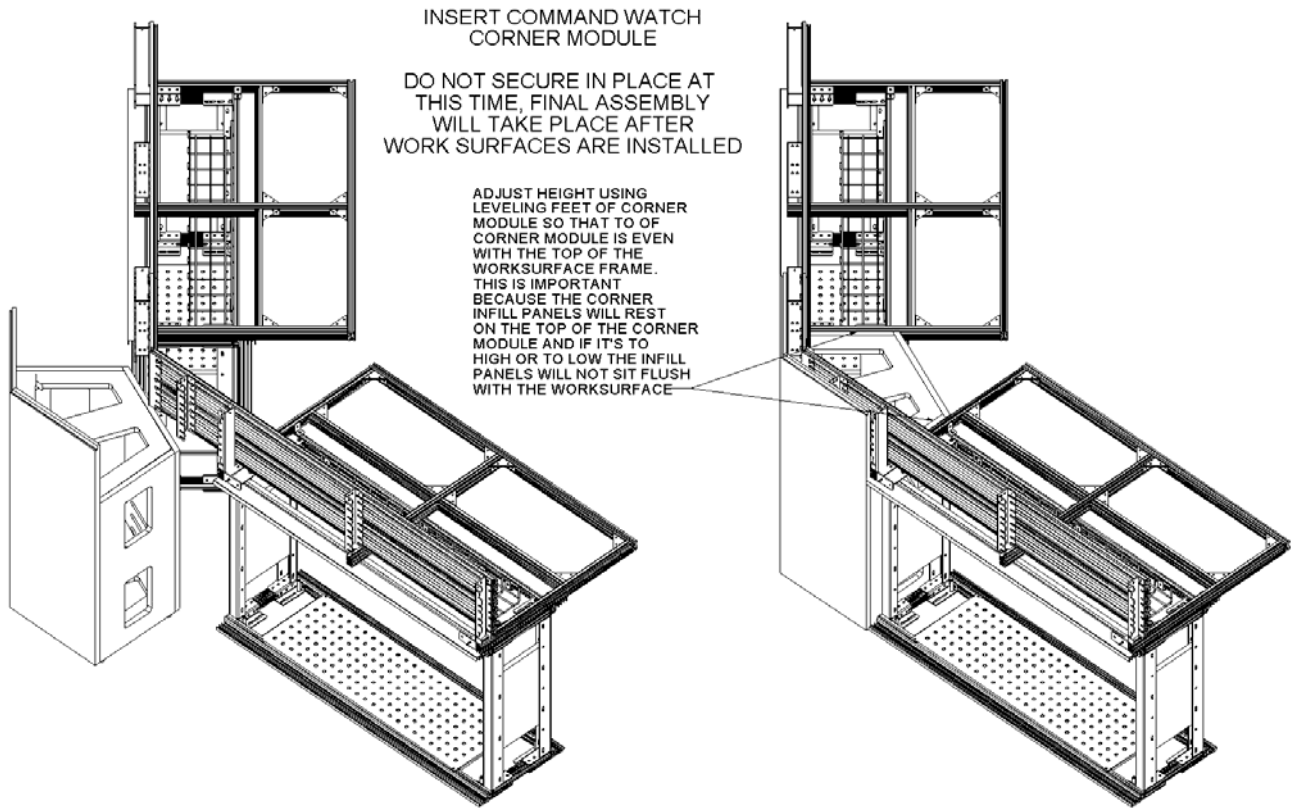 INSERT COMMAND WATCH
CORNER MODULE
DO NOT SECURE IN PLACE AT
THIS TIME, FINAL ASSEMBLY
WILL TAKE PLACE AFTER
WORK SURFACES ARE INSTALLED
ADJUST HEIGHT USING
LEVELING FEET OF CORNER
MODULE SO THAT TO OF
CORNER MODULE IS EVEN
WITH THE TOP OF THE
WORKSURFACE FRAME.
THIS IS IMPORTANT
BECAUSE THE CORNER
INFILL PANELS WILL REST
ON THE TOP OF THE CORNER
MODULE AND IF IT'S TO
HIGH OR TO LOW THE INFILL
PANELS WILL NOT SIT FLUSH
WITH THE WORKSURFACE